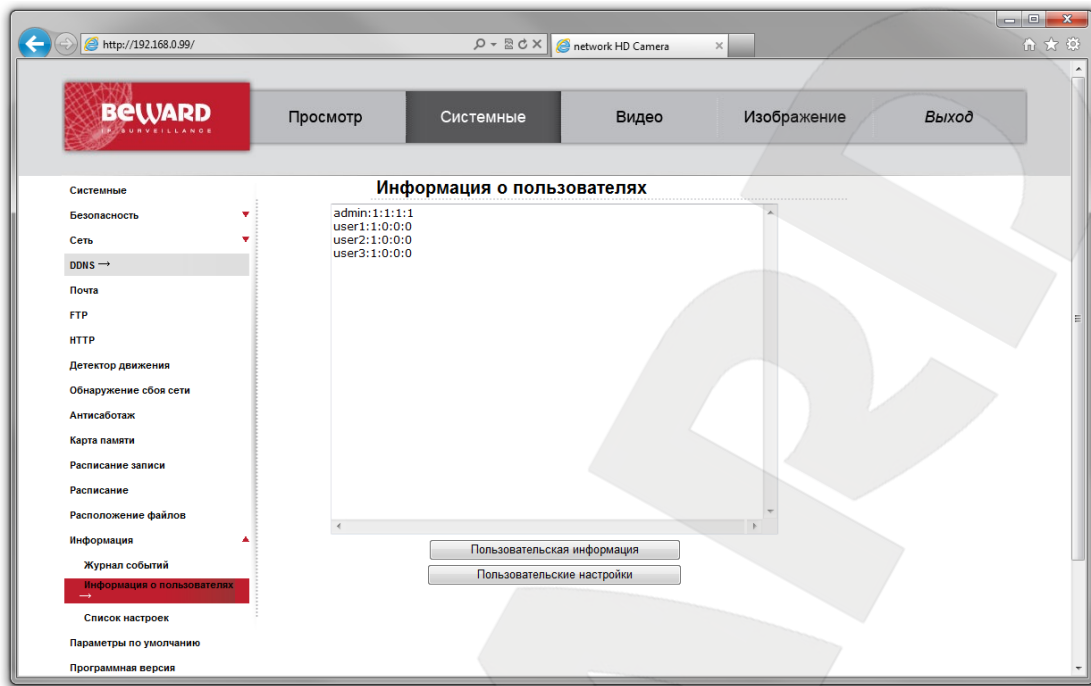 http://192.168.0.99/
network HD Camera
BEWARD
IP SURVEILLANCE
Просмотр
Системные
Видео
Изображение
Выход
Системные
Безопасность
Сеть
DDNS →
Почта
FTP
HTTP
Детектор движения
Обнаружение сбоя сети
Антисаботаж
Карта памяти
Расписание записи
Расписание
Расположение файлов
Информация
Журнал событий
Информация о пользователях
→
Список настроек
Параметры по умолчанию
Программная версия
Информация о пользователях
admin:1:1:1:1
user1:1:0:0:0
user2:1:0:0:0
user3:1:0:0:0
Пользовательская информация
Пользовательские настройки